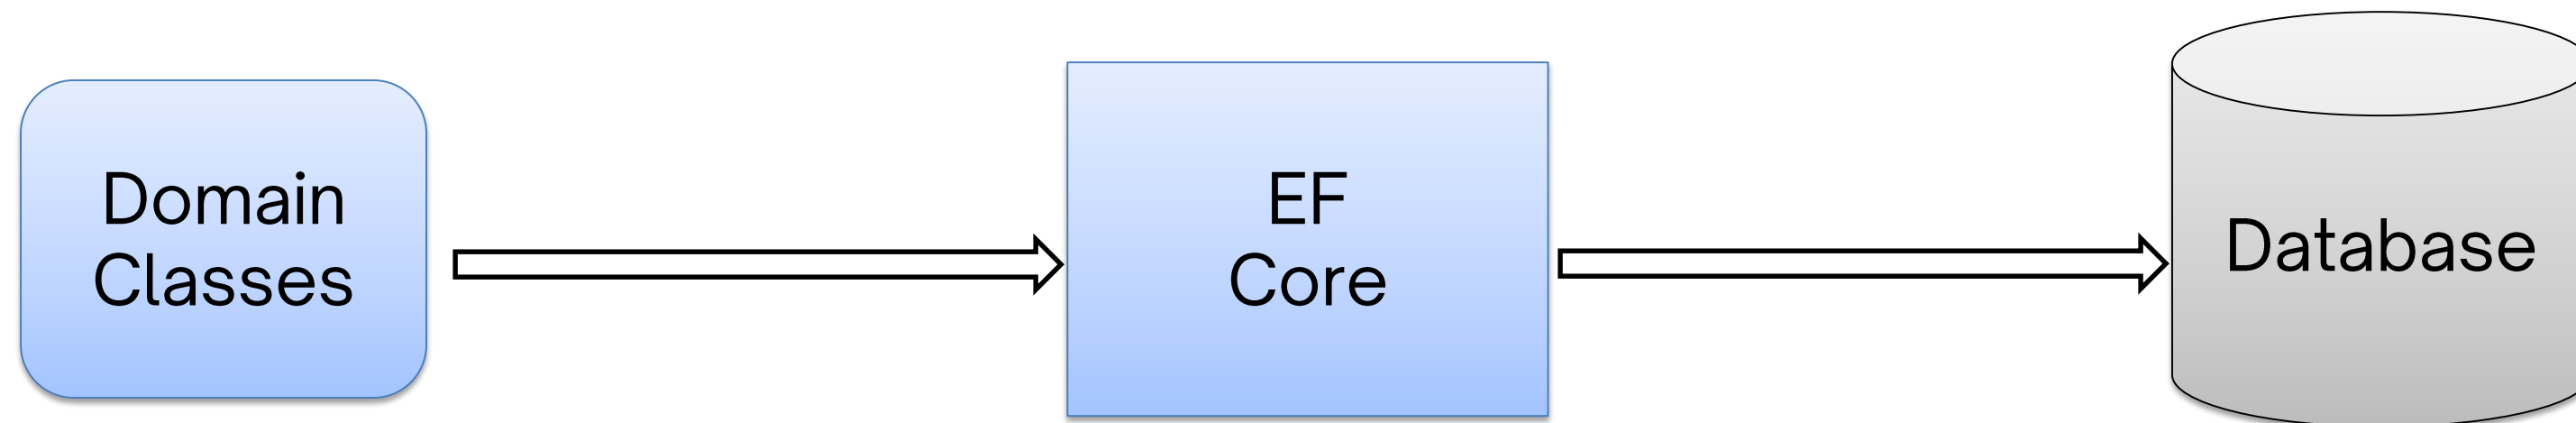 Domain
Classes
EF
Core
Database